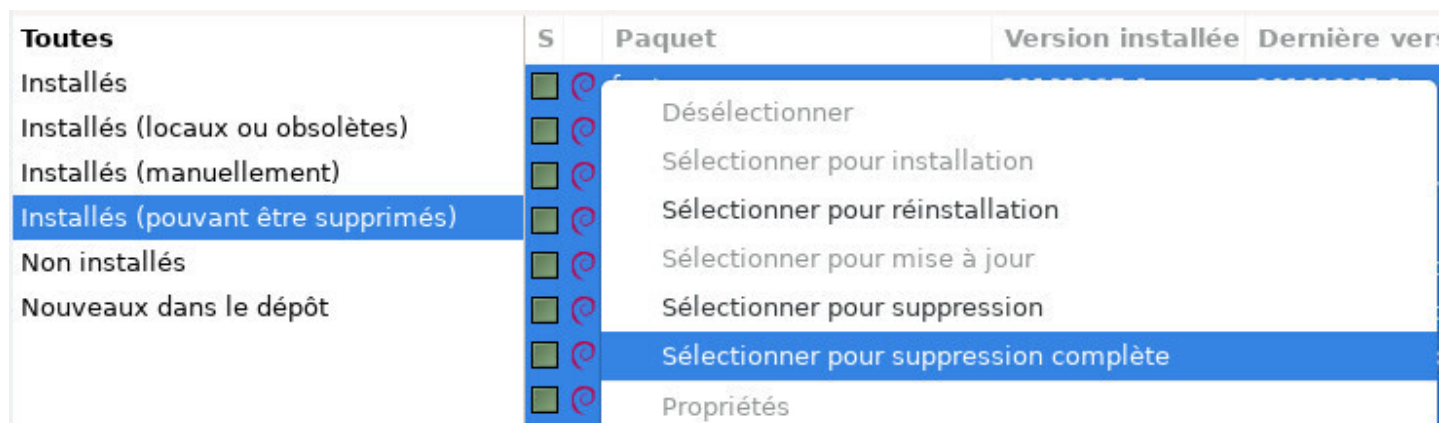 Toutes
Installés
Installés (locaux ou obsolètes)
Installés (manuellement)
Installés (pouvant être supprimés)
Non installés
Nouveaux dans le dépôt
S Paquet Version installée Dernière
Désélectionner
Sélectionner pour installation
Sélectionner pour réinstallation
Sélectionner pour mise à jour
Sélectionner pour suppression
Sélectionner pour suppression complète
Propriétés